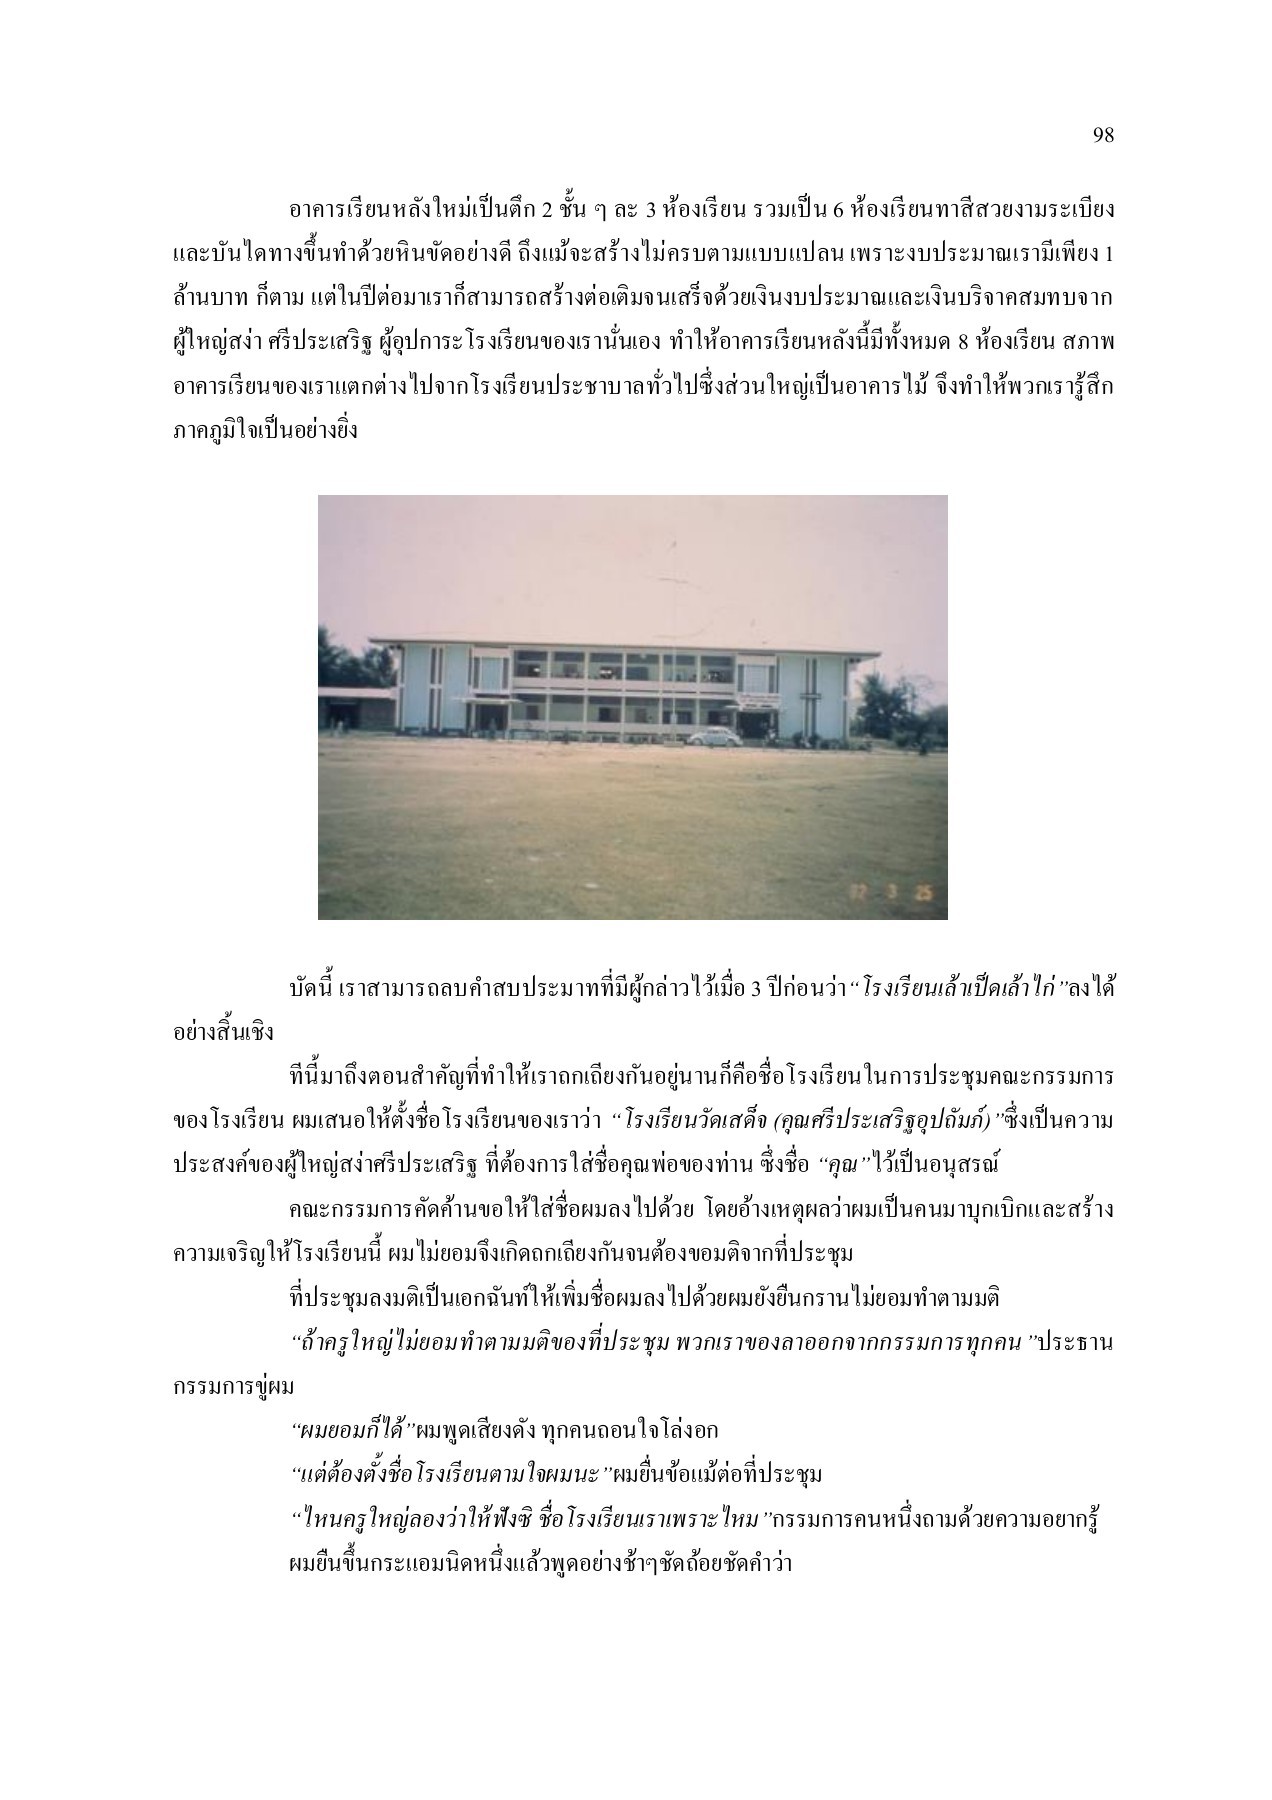 98
อาคารเรียนหลังใหม่เป็นตึก 2 ชั้น ๆ ละ 3 ห้องเรียน รวมเป็น 6 ห้องเรียนทาสีสวยงามระเบียง
และบันไดทางขึ้นทำด้วยหินขัดอย่างดี ถึงแม้จะสร้างไม่ครบตามแบบแปลน เพราะงบประมาณเรามีเพียง 1
ล้านบาท ก็ตาม แต่ในปีต่อมาเราก็สามารถสร้างต่อเติมจนเสร็จด้วยเงินงบประมาณและเงินบริจาคสมทบจาก
ผู้ใหญ่สง่า ศรีประเสริฐ ผู้อุปการะโรงเรียนของเรานั่นเอง ทำให้อาคารเรียนหลังนี้มีทั้งหมด 8 ห้องเรียน สภาพ
อาคารเรียนของเราแตกต่างไปจากโรงเรียนประชาบาลทั่วไปซึ่งส่วนใหญ่เป็นอาคารไม้ จึงทำให้พวกเรารู้สึก
ภาคภูมิใจเป็นอย่างยิ่ง
3 25
บัดนี้ เราสามารถลบคำสบประมาทที่มีผู้กล่าวไว้เมื่อ 3 ปีก่อนว่า “โรงเรียนเล้าเป็ดเล้าไก่” ลงได้
อย่างสิ้นเชิง
ทีนี้มาถึงตอนสำคัญที่ทำให้เราถกเถียงกันอยู่นานก็คือชื่อโรงเรียนในการประชุมคณะกรรมการ
ของโรงเรียน ผมเสนอให้ตั้งชื่อโรงเรียนของเราว่า “โรงเรียนวัดเสด็จ (คุณศรีประเสริฐอุปถัมภ์)” ซึ่งเป็นความ
ประสงค์ของผู้ใหญ่สง่าศรีประเสริฐ ที่ต้องการใส่ชื่อคุณพ่อของท่าน ซึ่งชื่อ “คุณ” ไว้เป็นอนุสรณ์
คณะกรรมการคัดค้านขอให้ใส่ชื่อผมลงไปด้วย โดยอ้างเหตุผลว่าผมเป็นคนมาบุกเบิกและสร้าง
ความเจริญให้โรงเรียนนี้ ผมไม่ยอมจึงเกิดถกเถียงกันจนต้องขอมติจากที่ประชุม
ที่ประชุมลงมติเป็นเอกฉันท์ให้เพิ่มชื่อผมลงไปด้วยผมยังยืนกรานไม่ยอมทำตามมติ
“ถ้าครูใหญ่ไม่ยอมทำตามมติของที่ประชุม พวกเราของลาออกจากกรรมการทุกคน” ประธาน
กรรมการขู่ผม
“ผมยอมก็ได้” ผมพูดเสียงดัง ทุกคนถอนใจโล่งอก
“แต่ต้องตั้งชื่อโรงเรียนตามใจผมนะ” ผมยื่นข้อแม้ต่อที่ประชุม
“ไหนครูใหญ่ลองว่าให้ฟังซิ ชื่อโรงเรียนเราเพราะไหม” กรรมการคนหนึ่งถามด้วยความอยากรู้
ผมยืนขึ้นกระแอมนิดหนึ่งแล้วพูดอย่างช้าๆชัดถ้อยชัดคำว่า